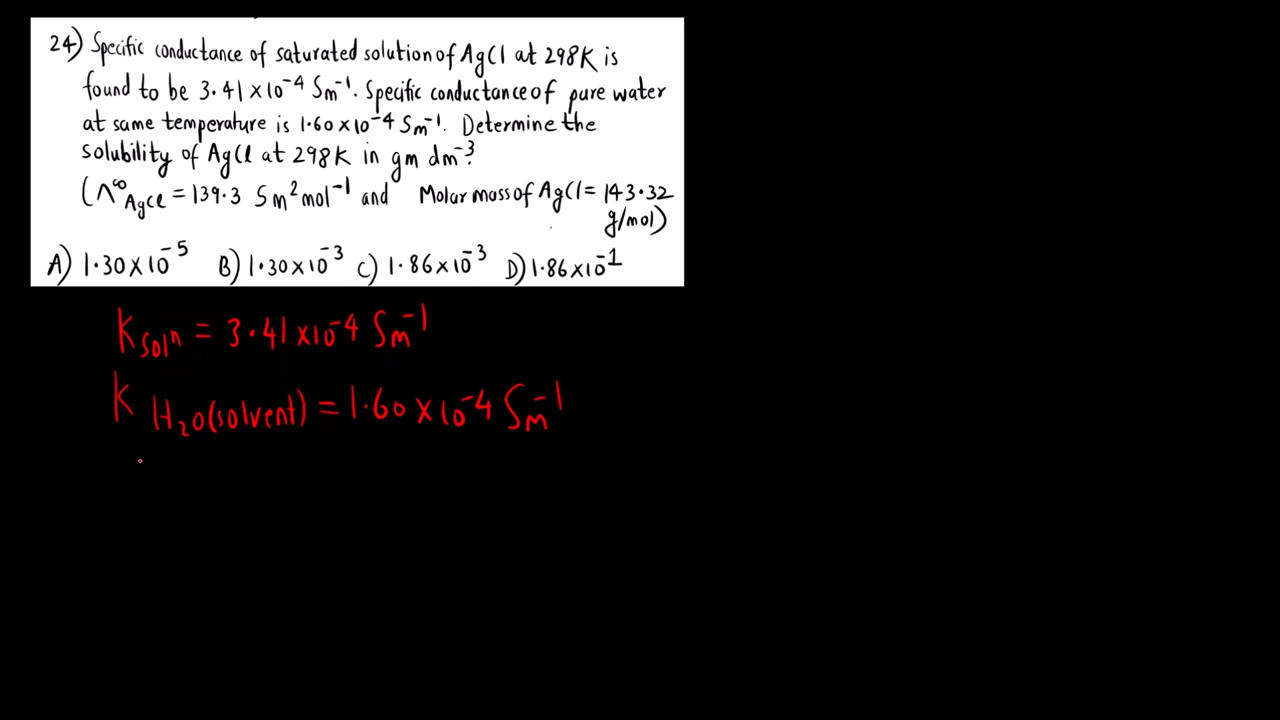 24) Specific conductance of saturated solution of AgCl at 298K is
found to be 3.41×10⁻⁴ Sm⁻¹. Specific conductance of pure water
at same temperature is 1.60×10⁻⁴ Sm⁻¹. Determine the
solubility of AgCl at 298K in gm dm⁻³?
(Λ^∞ AgCl = 139.3 Sm²mol⁻¹ and Molar mass of AgCl = 143.32
g/mol)
A) 1.30×10⁻⁵ B) 1.30×10⁻³ C) 1.86×10⁻³ D) 1.86×10⁻¹
K solⁿ = 3.41×10⁻⁴ Sm⁻¹
K H₂O(solvent) = 1.60×10⁻⁴ Sm⁻¹